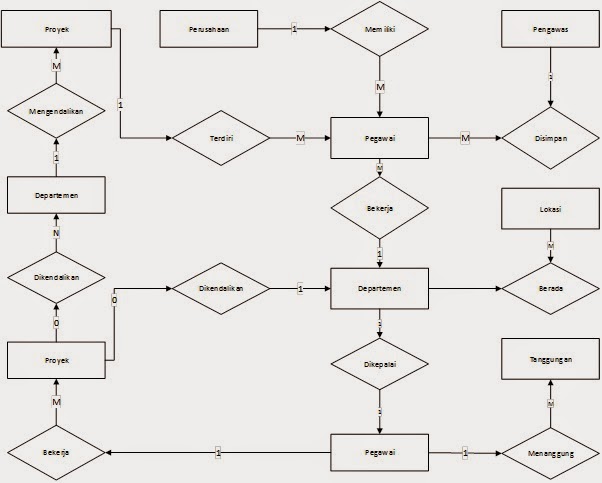 Proyek
Perusahaan
1
Memiliki
Pengawas
M
1
M
1
Mengendalikan
Terdiri
M
Pegawai
M
Disimpan
1
M
Departemen
Bekerja
Lokasi
N
1
M
Dikendalikan
Dikendalikan
1
Departemen
Berada
0
0
1
Proyek
Dikepalai
Tanggungan
M
1
M
Bekerja
1
Pegawai
1
Menanggung